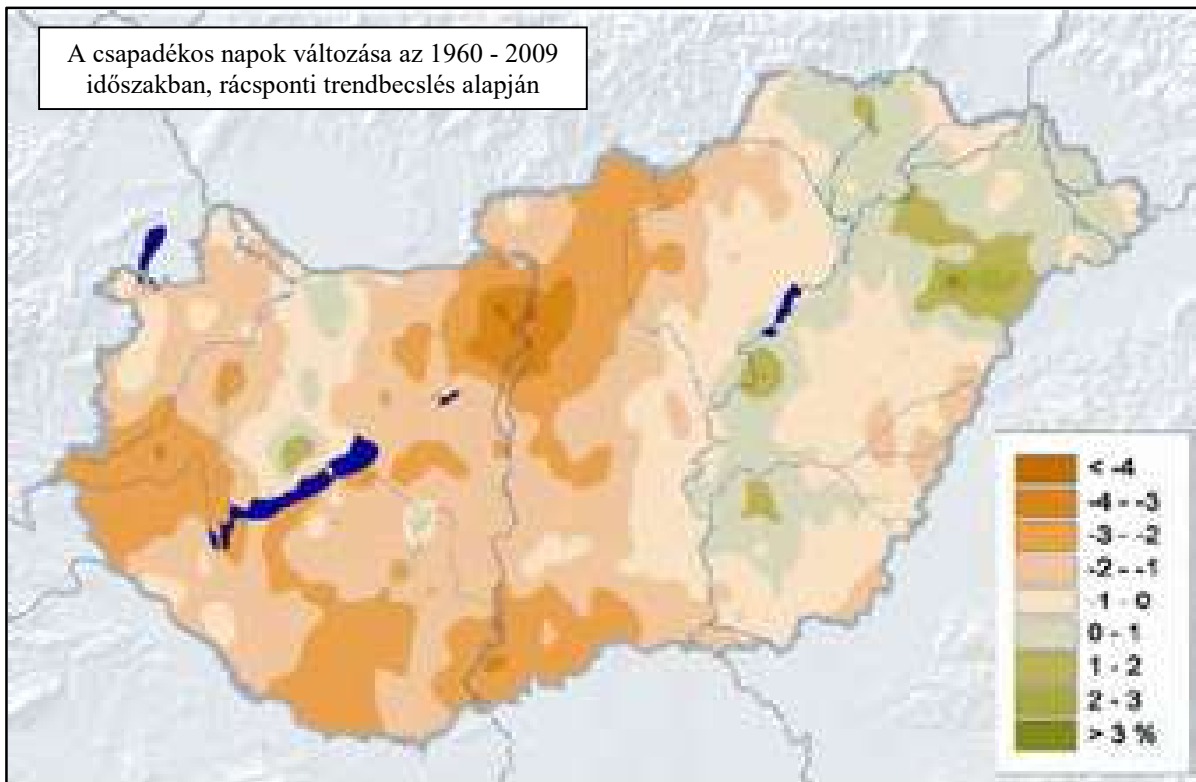 A csapadékos napok változása az 1960 - 2009
időszakban, rácsponti trendbecslés alapján
< -4
-4 - -3
-3 - -2
-2 - -1
-1 - 0
0 - 1
1 - 2
2 - 3
> 3 %